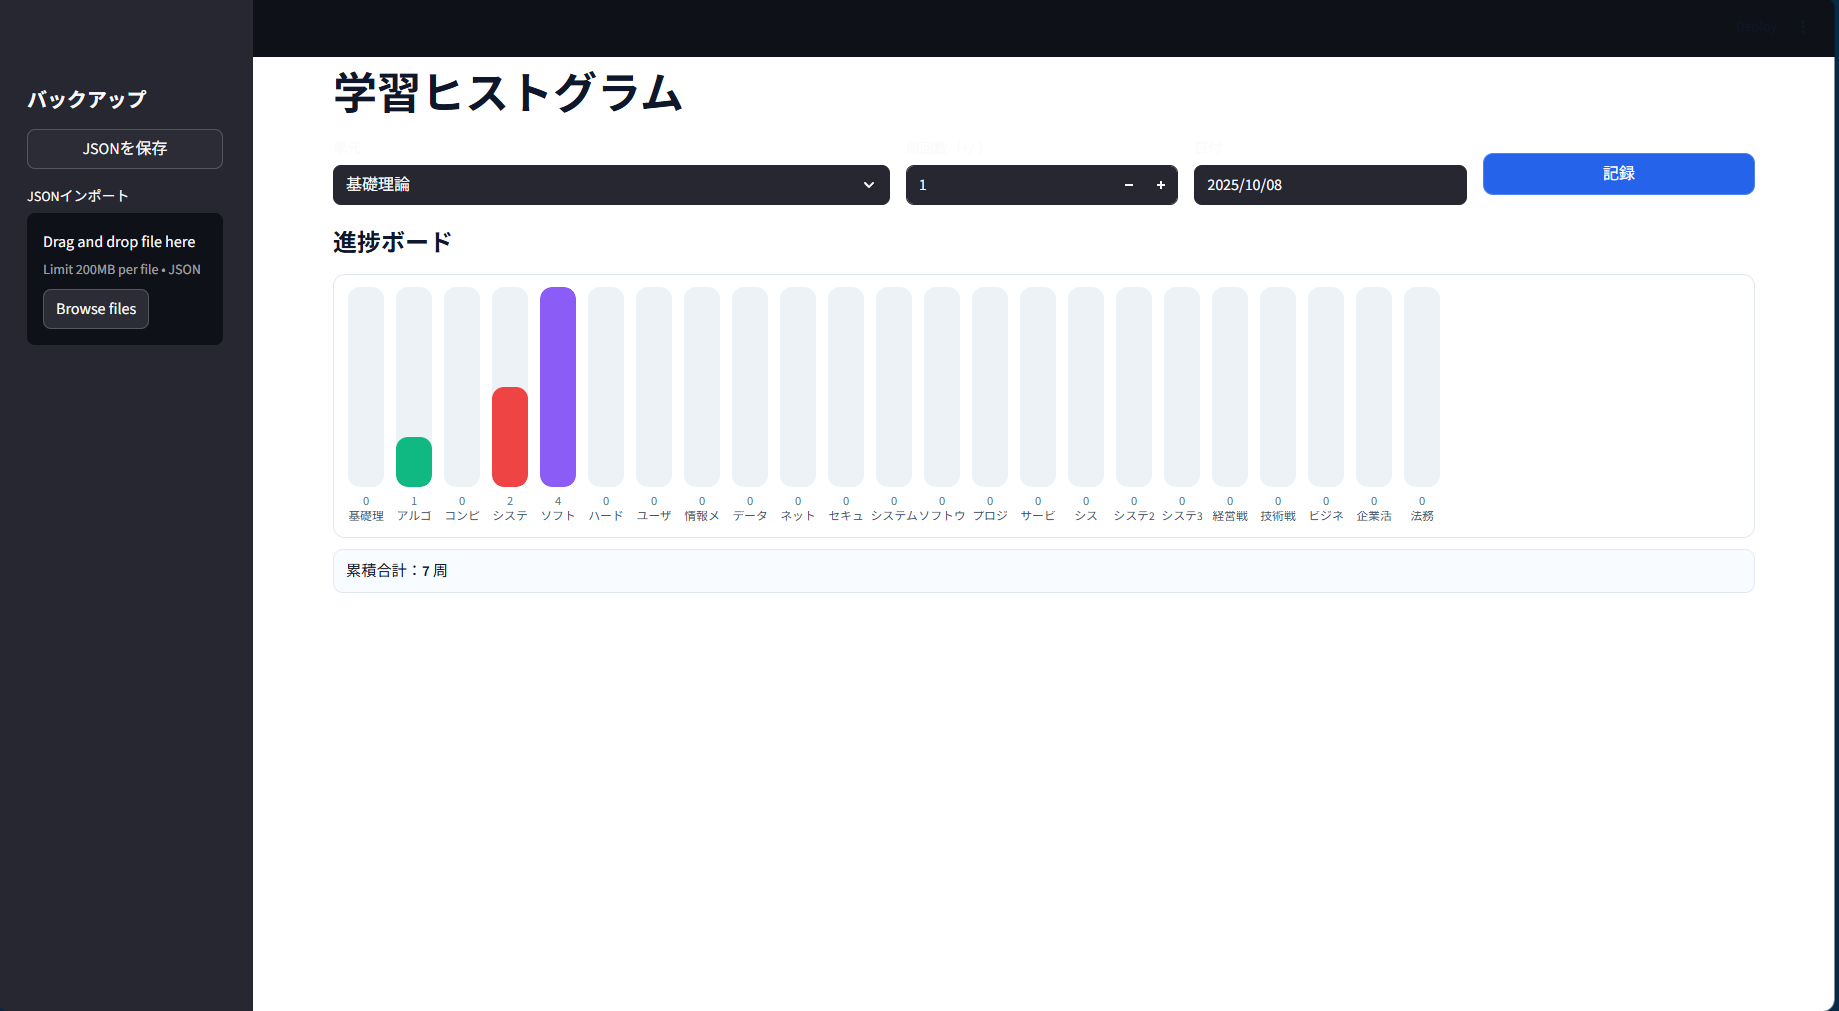 バックアップ
JSONを保存
JSONインポート
Drag and drop file here
Limit 200MB per file • JSON
Browse files
学習ヒストグラム
単元
日付
基礎理論
1
2025/10/08
記録
進捗ボード
0 1 0 2 4 0 0 0 0 0 0 0 0 0 0 0 0 0 0 0 0 0 0
基礎理 アルゴ コンピ システ ソフト ハード ユーザ 情報メ データ ネット セキュ システム ソフトウ プロジ サービ シス システ2 システ3 経営戦 技術戦 ビジネ 企業活 法務
累積合計：7 周